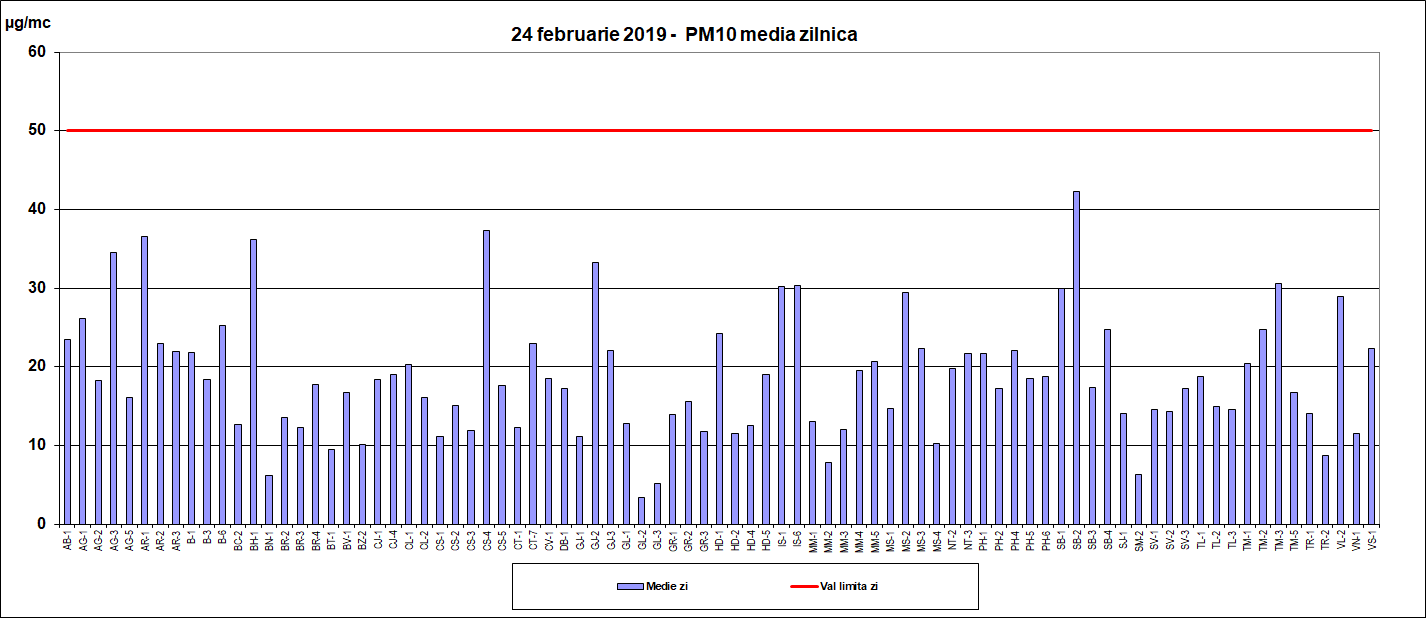 µg/mc
24 februarie 2019 - PM10 media zilnica
60
50
40
30
20
10
0
AB-1 AG-1 AG-2 AG-3 AG-5 AR-1 AR-2 AR-3 B-1 B-3 B-6 BC-2 BH-1 BN-1 BR-2 BR-3 BR-4 BT-1 BV-1 BZ-2 CJ-1 CJ-4 CL-1 CL-2 CS-1 CS-2 CS-3 CS-4 CS-5 CT-1 CT-7 CV-1 DB-1 GJ-1 GJ-2 GJ-3 GL-1 GL-2 GL-3 GR-1 GR-2 GR-3 HD-1 HD-2 HD-4 HD-5 IS-1 IS-6 MM-1 MM-2 MM-3 MM-4 MM-5 MS-1 MS-2 MS-3 MS-4 NT-2 NT-3 PH-1 PH-2 PH-4 PH-5 PH-6 SB-1 SB-2 SB-3 SB-4 SJ-1 SM-2 SV-1 SV-2 SV-3 TL-1 TL-2 TL-3 TM-1 TM-2 TM-3 TM-5 TR-1 TR-2 VL-2 VN-1 VS-1
Medie zi Val limita zi